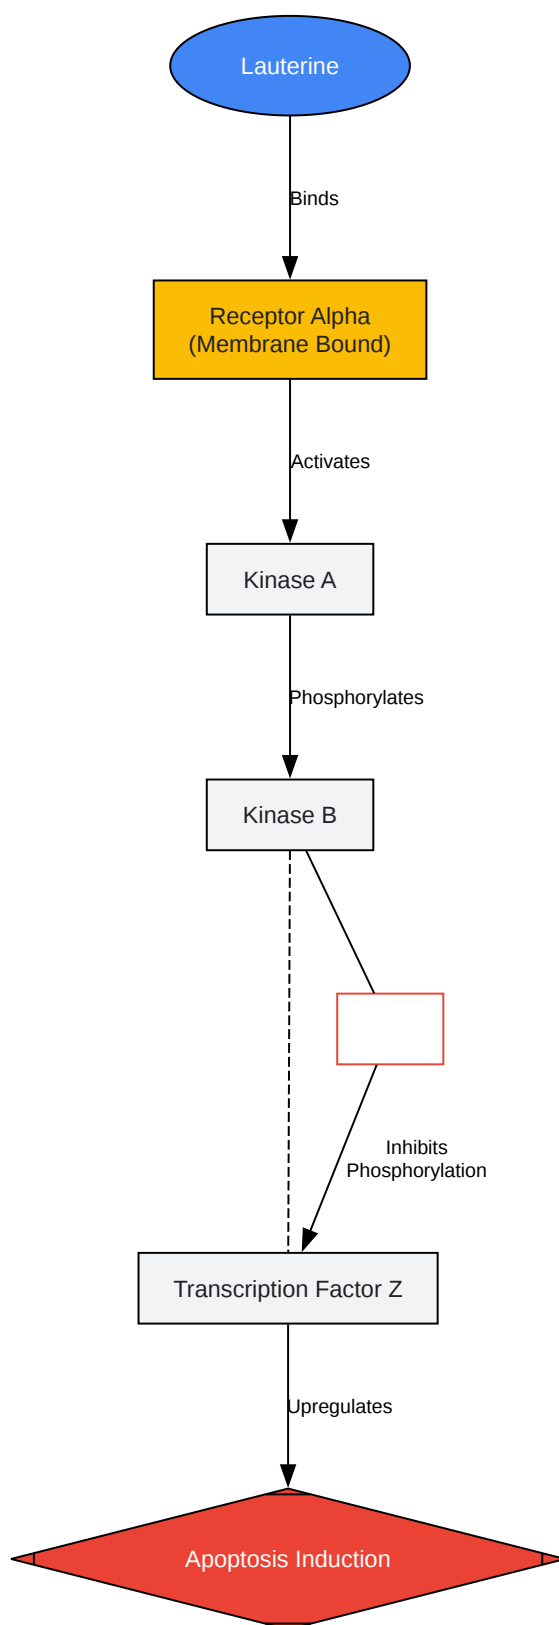 Lauterine
Binds
Receptor Alpha
(Membrane Bound)
Activates
Kinase A
Phosphorylates
Kinase B
Inhibits
Phosphorylation
Transcription Factor Z
Upregulates
Apoptosis Induction